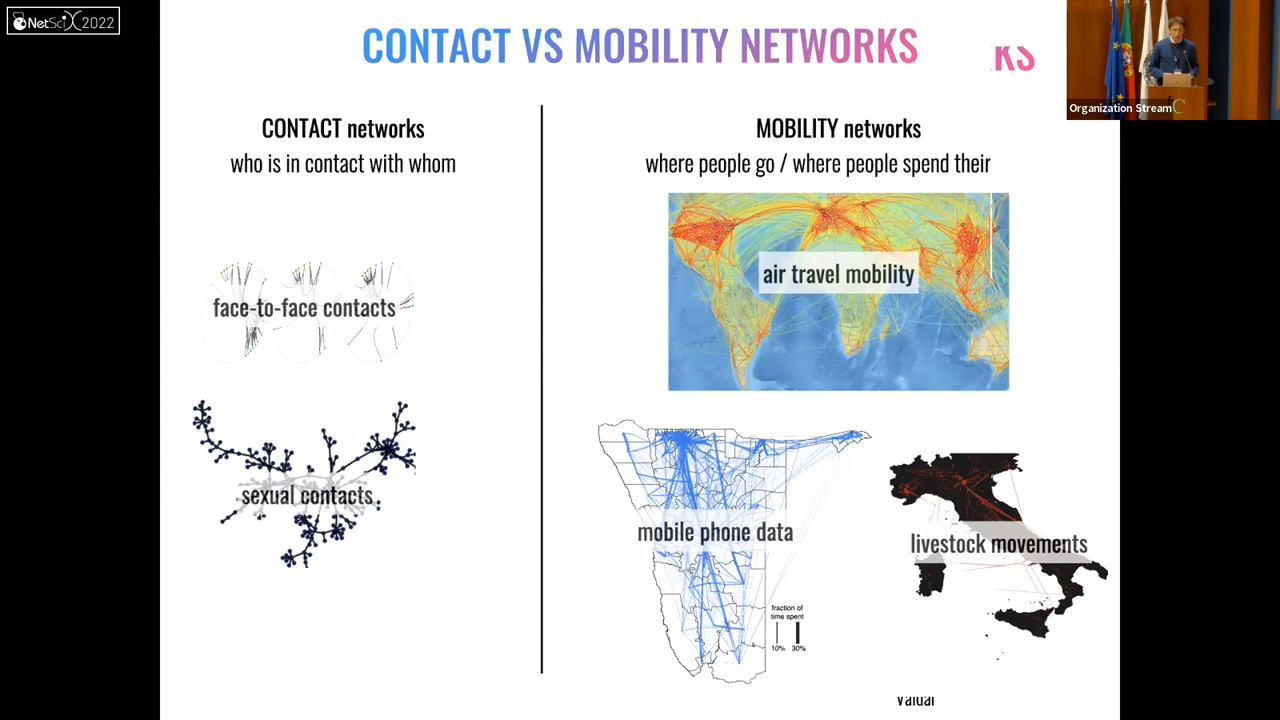 NetSciX 2022
CONTACT VS MOBILITY NETWORKS
KS
Organization Stream
CONTACT networks
who is in contact with whom
MOBILITY networks
where people go / where people spend their
face-to-face contacts
air travel mobility
sexual contacts
mobile phone data
livestock movements
fraction of
time spent
10% 30%